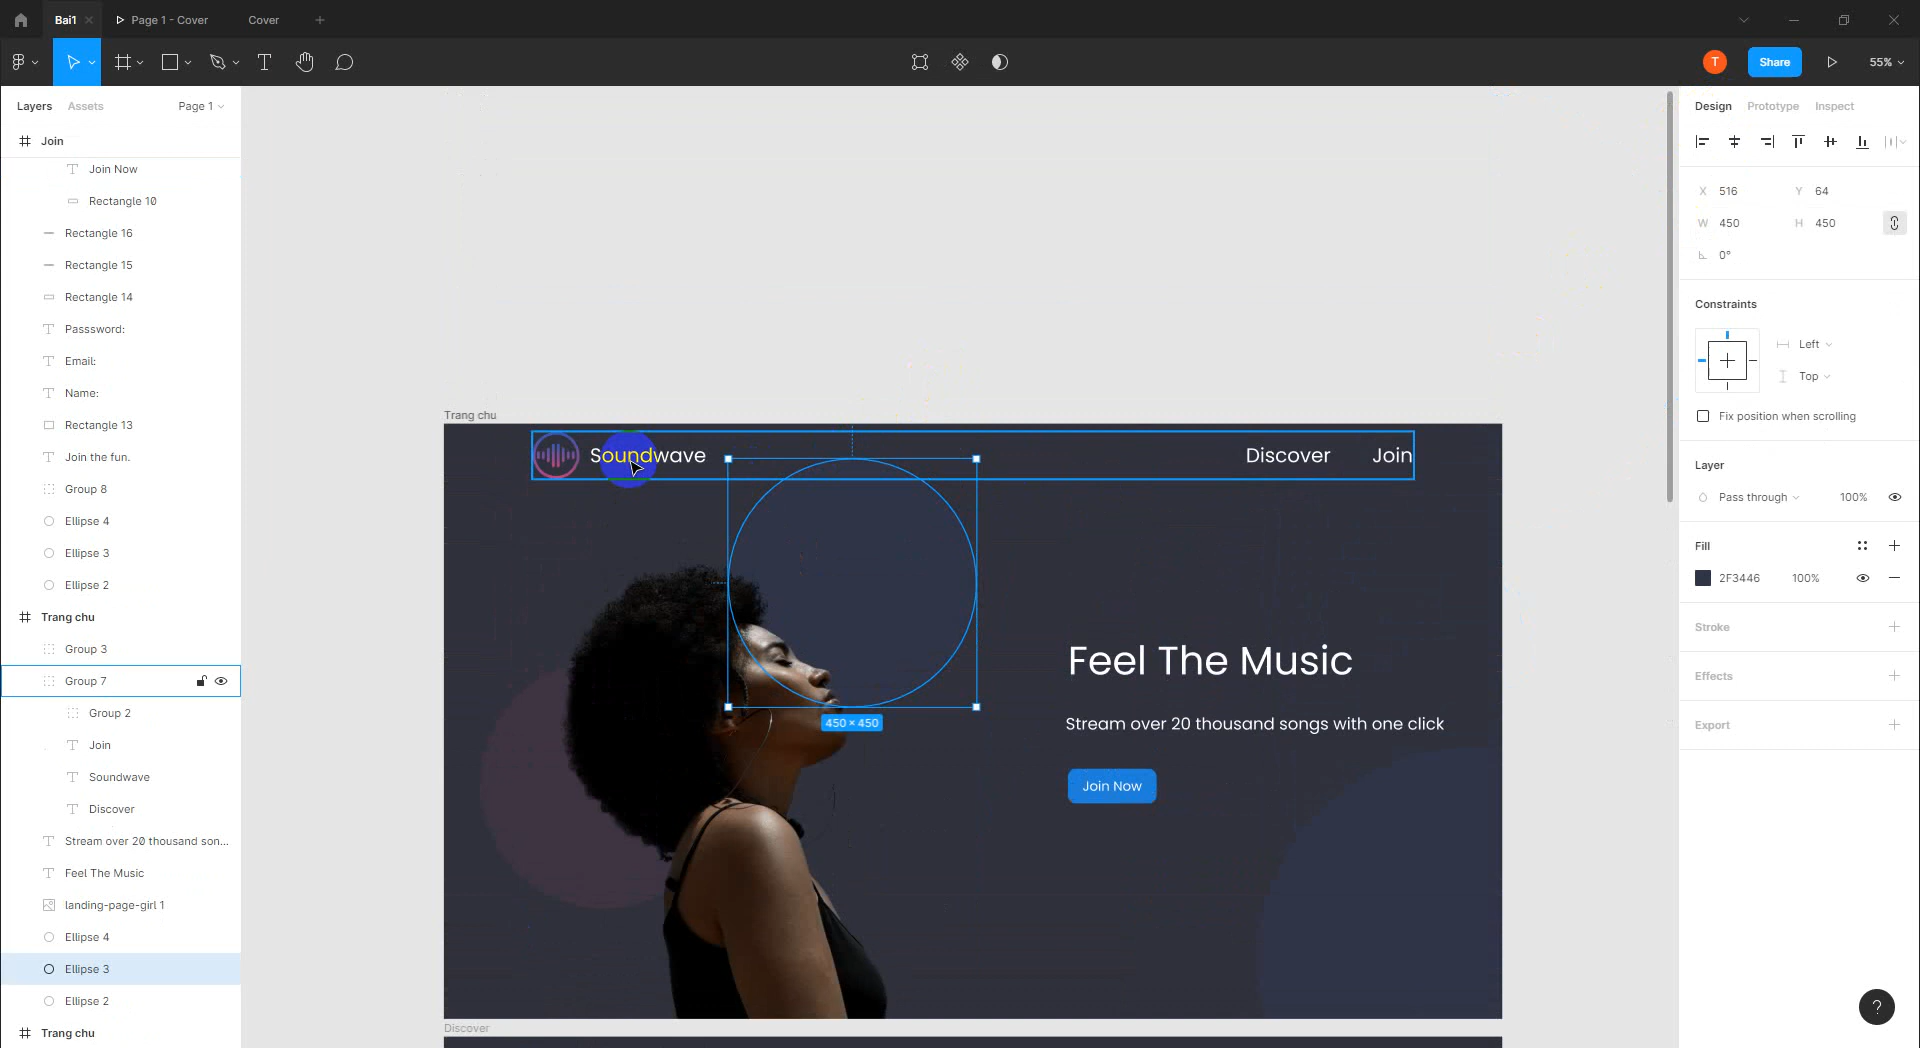 Bai1
Page 1 - Cover
Cover
T
Share
55%
Layers
Assets
Page 1
Join
Join Now
Rectangle 10
Rectangle 16
Rectangle 15
Rectangle 14
Passsword:
Email:
Name:
Rectangle 13
Join the fun.
Group 8
Ellipse 4
Ellipse 3
Ellipse 2
Trang chu
Group 3
Group 7
Group 2
Join
Soundwave
Discover
Stream over 20 thousand son...
Feel The Music
landing-page-girl 1
Ellipse 4
Ellipse 3
Ellipse 2
Trang chu
Trang chu
Soundwave
Discover
Join
Feel The Music
450 × 450
Stream over 20 thousand songs with one click
Join Now
Discover
Design
Prototype
Inspect
X 516
Y 64
W 450
H 450
0°
Constraints
Left
Top
Fix position when scrolling
Layer
Pass through
100%
Fill
2F3446
100%
Stroke
Effects
Export
?